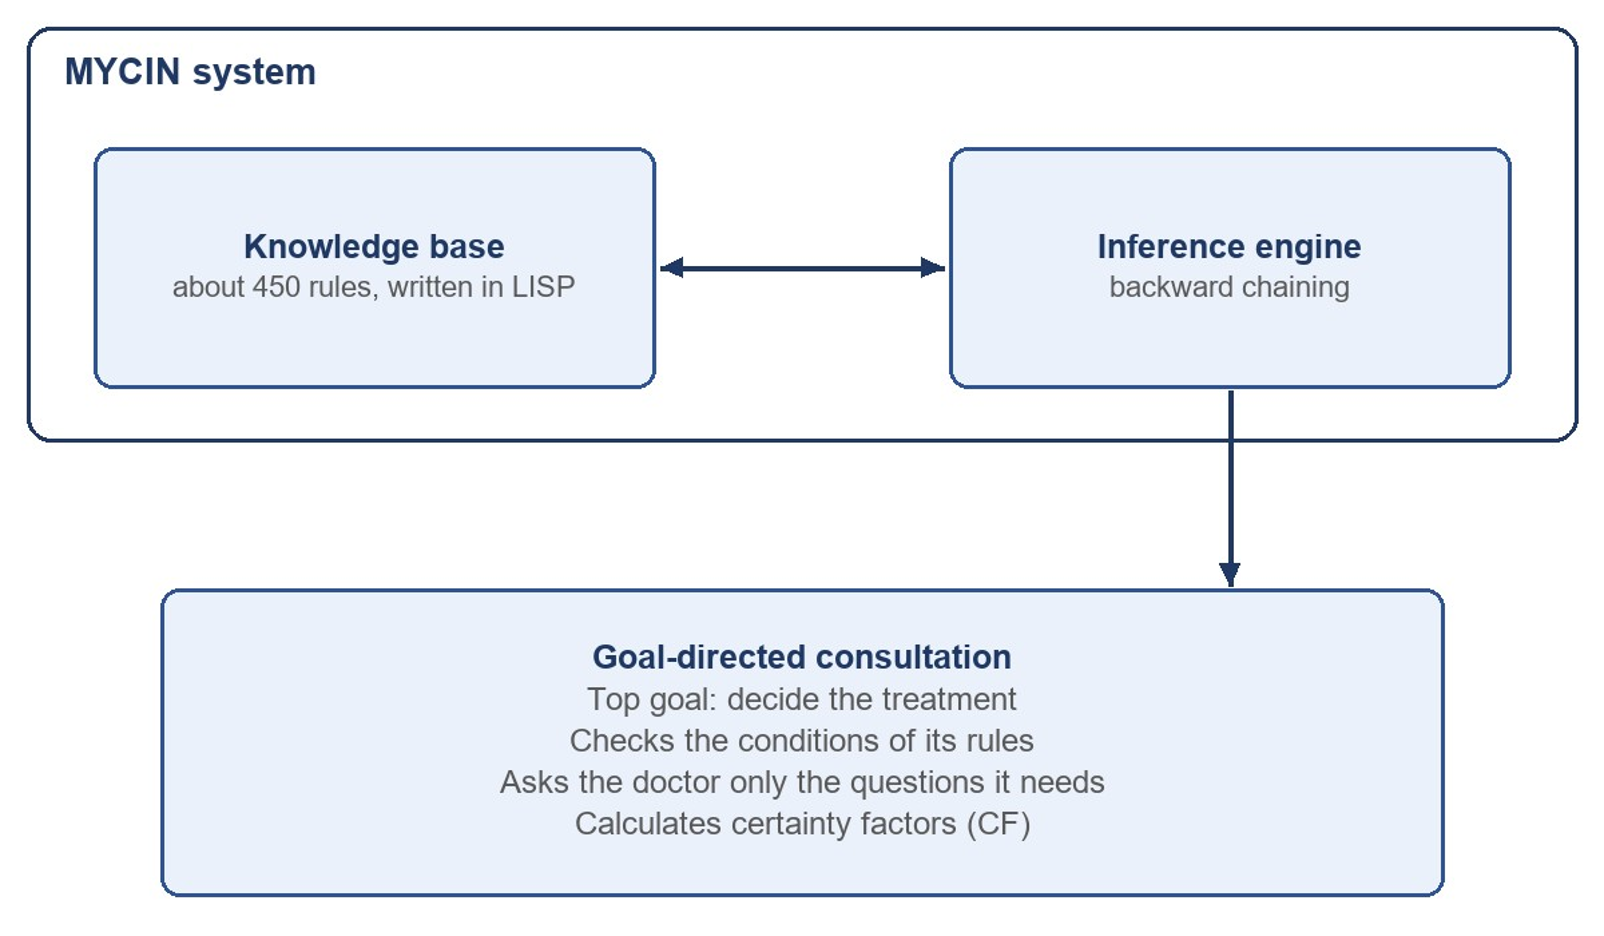 MYCIN system
Knowledge base
about 450 rules, written in LISP
Inference engine
backward chaining
Goal-directed consultation
Top goal: decide the treatment
Checks the conditions of its rules
Asks the doctor only the questions it needs
Calculates certainty factors (CF)